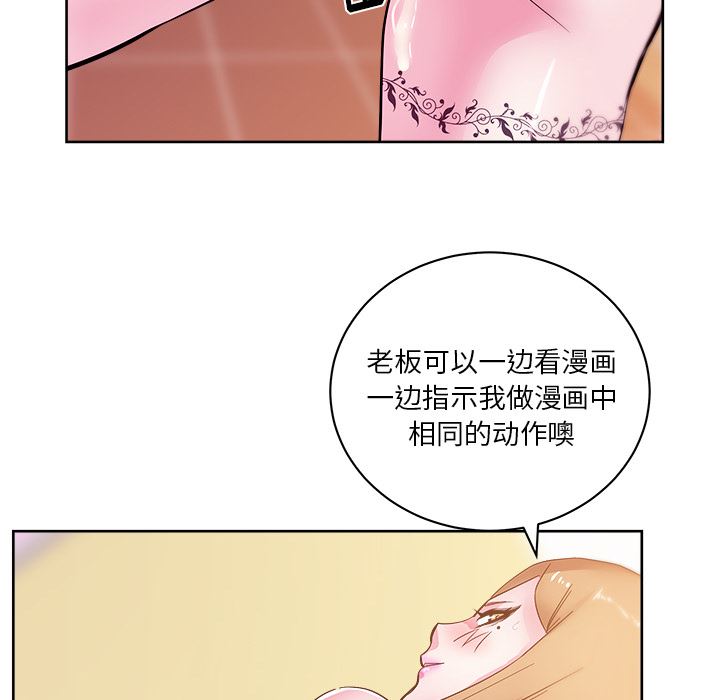 老板可以一边看漫画
一边指示我做漫画中
相同的动作噢